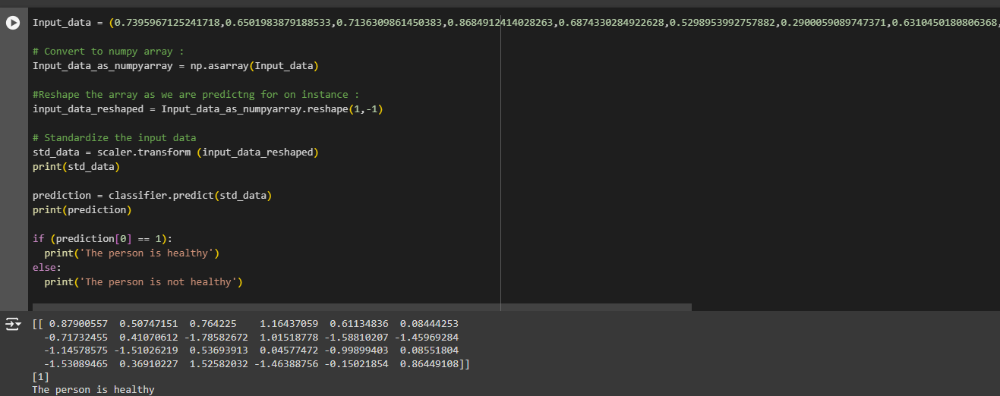 Input_data = (0.7395967125241718,0.6501983879188533,0.7136309861450383,0.8684912414028263,0.6874330284922628,0.5298953992757882,0.2900059089747371,0.6310450180806368,
# Convert to numpy array :
Input_data_as_numpyarray = np.asarray(Input_data)
#Reshape the array as we are predictng for on instance :
input_data_reshaped = Input_data_as_numpyarray.reshape(1,-1)
# Standardize the input data
std_data = scaler.transform (input_data_reshaped)
print(std_data)
prediction = classifier.predict(std_data)
print(prediction)
if (prediction[0] == 1):
  print('The person is healthy')
else:
  print('The person is not healthy')
[[ 0.87900557  0.50747151  0.764225    1.16437059  0.61134836  0.08444253
  -0.71732455  0.41070612 -1.78582672  1.01518778 -1.58810207 -1.45969284
  -1.14578575 -1.51026219  0.53693913  0.04577472 -0.99899403  0.08551804
  -1.53089465  0.36910227  1.52582032 -1.46388756 -0.15021854  0.86449108]]
[1]
The person is healthy